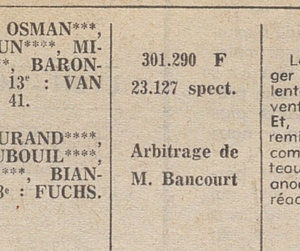 OSMAN***,
UN****, MI-
*, BARON-
13e : VAN
41.
URAND****,
UBOUIL****,
***, BIAN-
3e : FUCHS.
301.290 F
23.127 spect.
Arbitrage de
M. Bancourt
L
ger
lent
vent
Et,
remi
com
teau
anod
réac